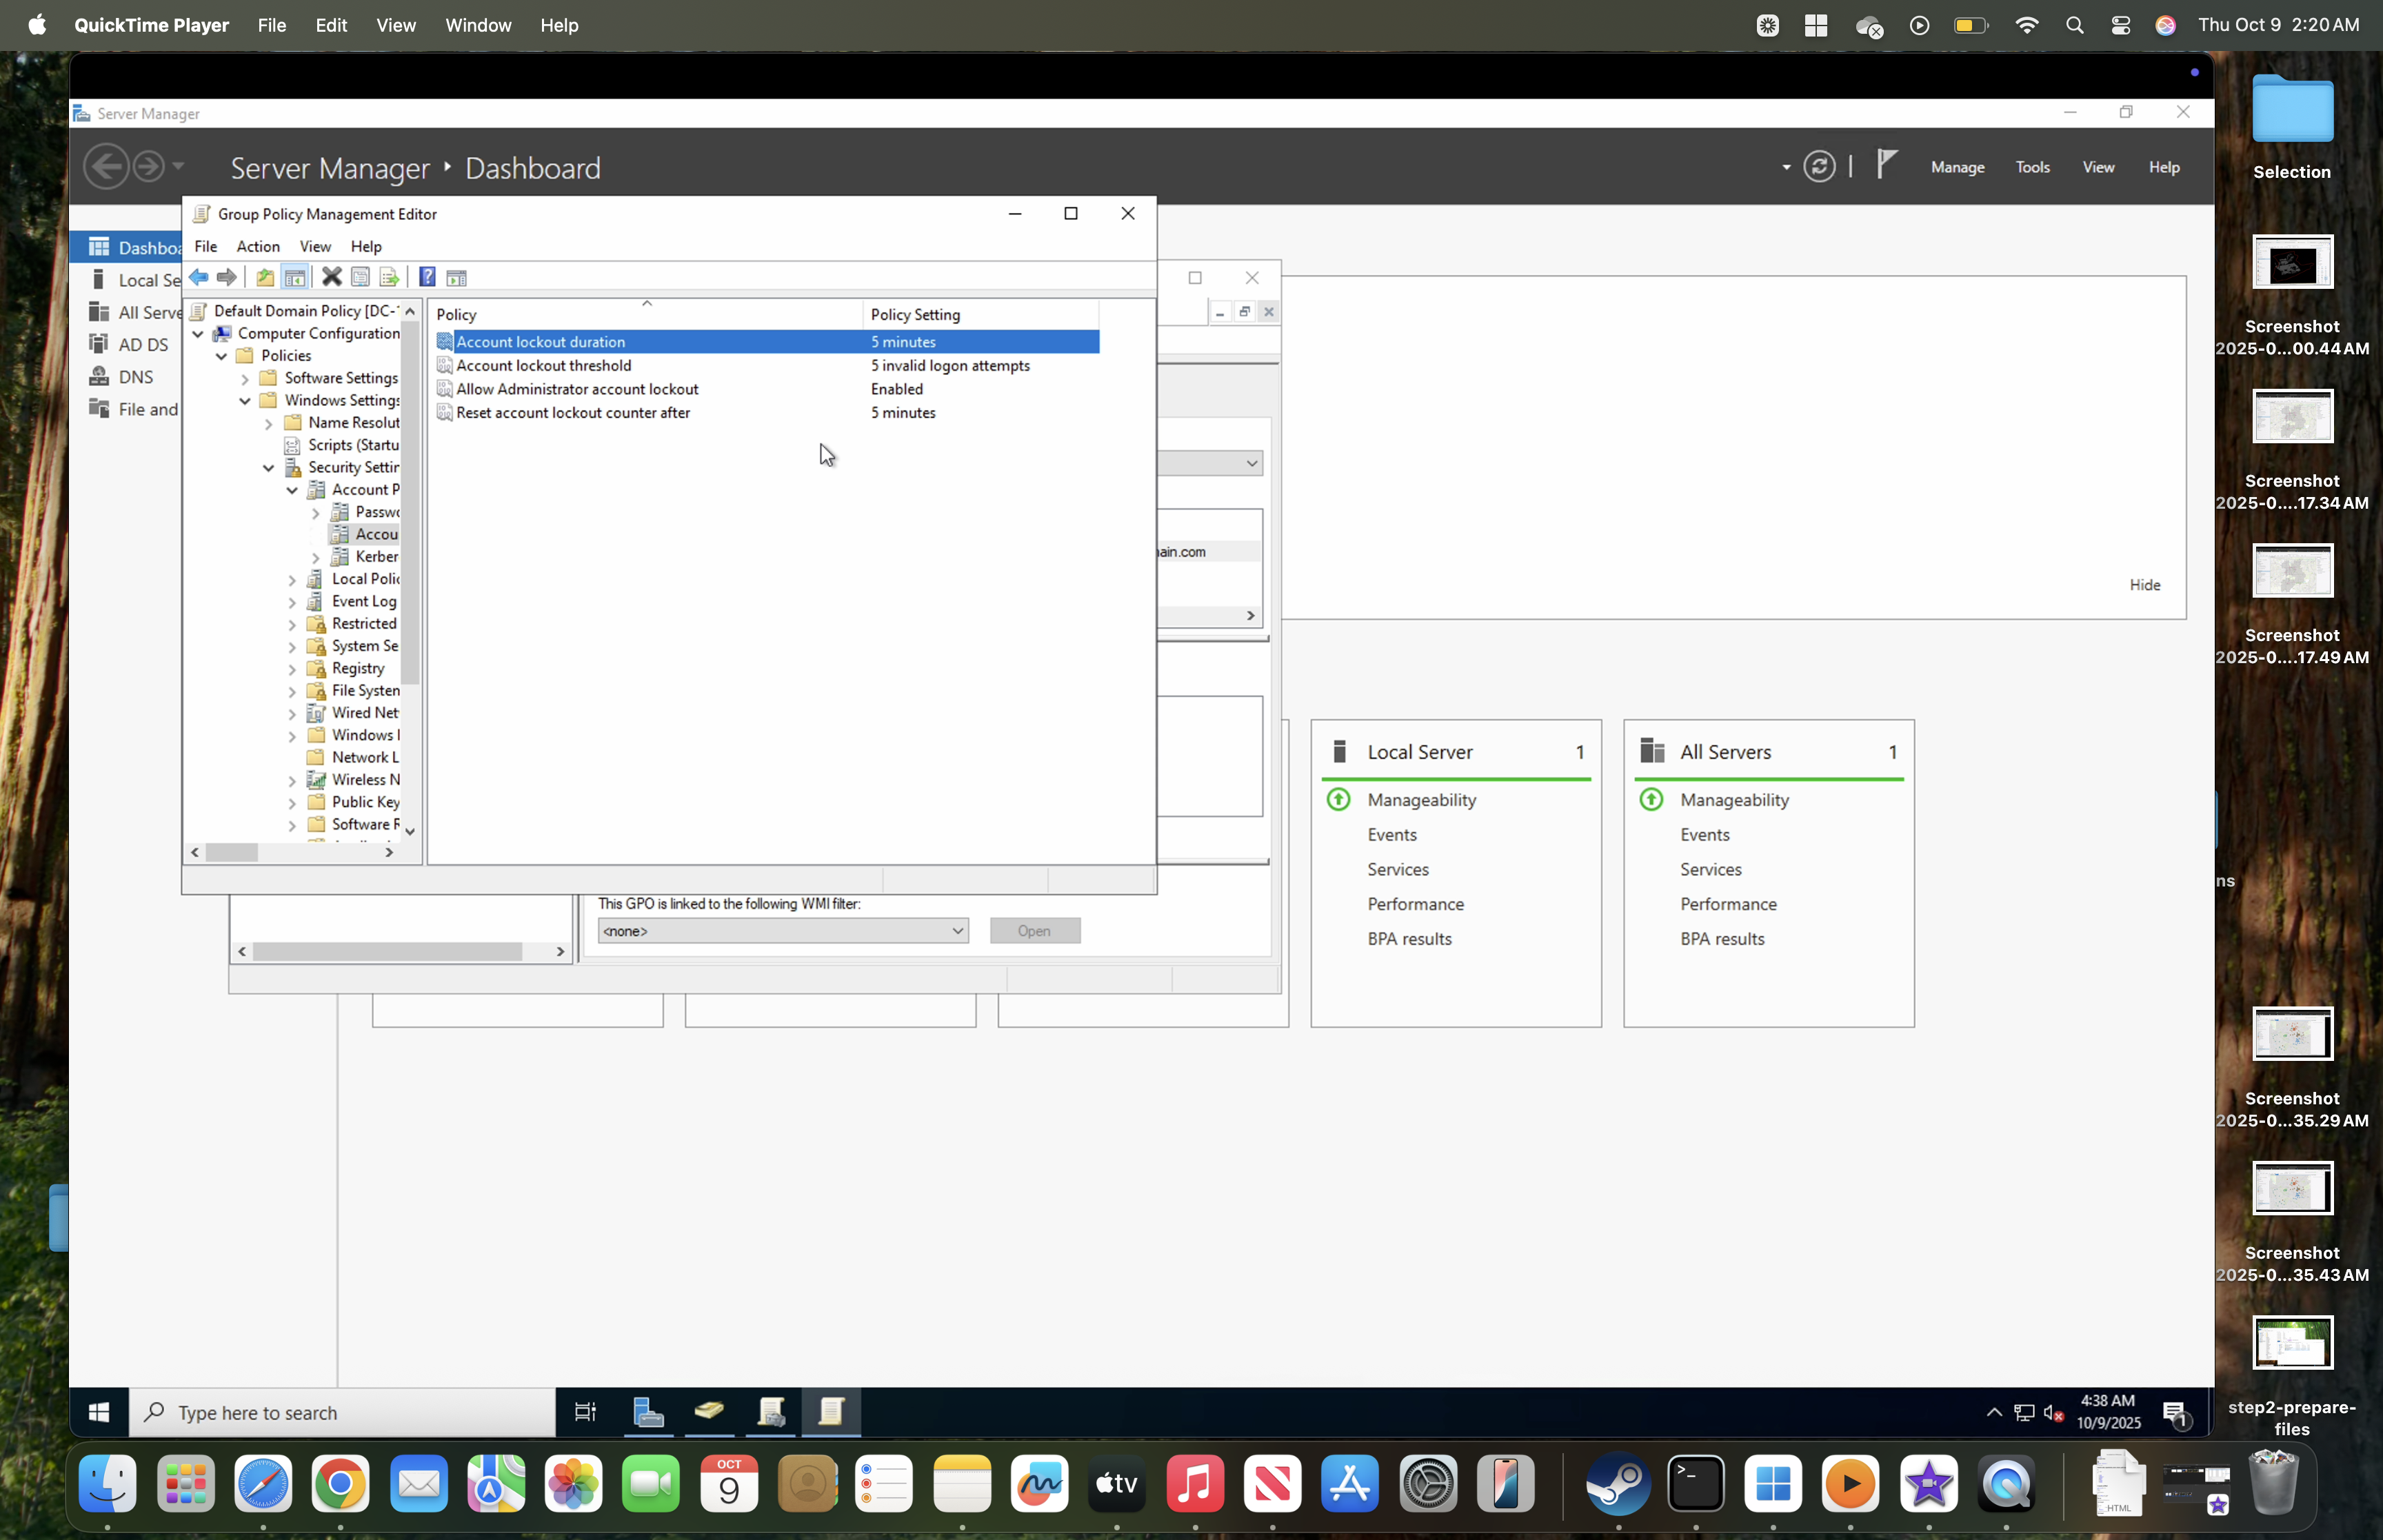 QuickTime Player File Edit View Window Help
Thu Oct 9 2:20 AM
Server Manager
Server Manager Dashboard
Manage Tools View Help
Group Policy Management Editor
File Action View Help
Dashboa
Local Se
All Serve
AD DS
DNS
File and
Default Domain Policy [DC-
Computer Configuration
Policies
Software Settings
Windows Settings
Name Resolut
Scripts (Startu
Security Settin
Account P
Passwo
Accou
Kerber
Local Polic
Event Log
Restricted
System Se
Registry
File System
Wired Net
Windows
Network L
Wireless N
Public Key
Software R
Policy Policy Setting
Account lockout duration 5 minutes
Account lockout threshold 5 invalid logon attempts
Allow Administrator account lockout Enabled
Reset account lockout counter after 5 minutes
ain.com
Hide
This GPO is linked to the following WMI filter:
<none>
Open
Local Server 1
Manageability
Events
Services
Performance
BPA results
All Servers 1
Manageability
Events
Services
Performance
BPA results
Type here to search
4:38 AM
10/9/2025
1
Selection
Screenshot
2025-0...00.44 AM
Screenshot
2025-0....17.34 AM
Screenshot
2025-0....17.49 AM
ns
Screenshot
2025-0...35.29 AM
Screenshot
2025-0...35.43 AM
step2-prepare-
files
OCT
9
tv
HTML